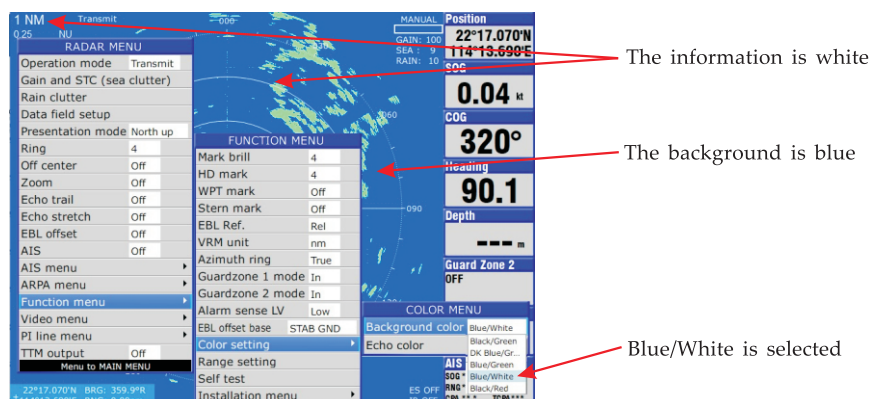 1 NM
Transmit
000
MANUAL
0.25
NU
GAIN: 100
SEA : 9
RAIN: 10
060
090
Position
22°17.070'N
114°13.690'E
SOG
0.04 kt
COG
320°
Heading
90.1
Depth
--- m
Guard Zone 2
OFF
RADAR MENU
Operation mode Transmit
Gain and STC (sea clutter)
Rain clutter
Data field setup
Presentation mode North up
Ring 4
Off center Off
Zoom Off
Echo trail Off
Echo stretch Off
EBL offset Off
AIS Off
AIS menu
ARPA menu
Function menu
Video menu
PI line menu
TTM output Off
Menu to MAIN MENU
22°17.070'N BRG: 359.9°R
FUNCTION MENU
Mark brill 4
HD mark 4
WPT mark Off
Stern mark Off
EBL Ref. Rel
VRM unit nm
Azimuth ring True
Guardzone 1 mode In
Guardzone 2 mode In
Alarm sense LV Low
EBL offset base STAB GND
Color setting
Range setting
Self test
Installation menu
COLOR MENU
Background color Blue/White
Echo color
Black/Green
DK Blue/Gr...
Blue/Green
Blue/White
Black/Red
AIS
SOG *
RNG *
ES OFF
The information is white
The background is blue
Blue/White is selected